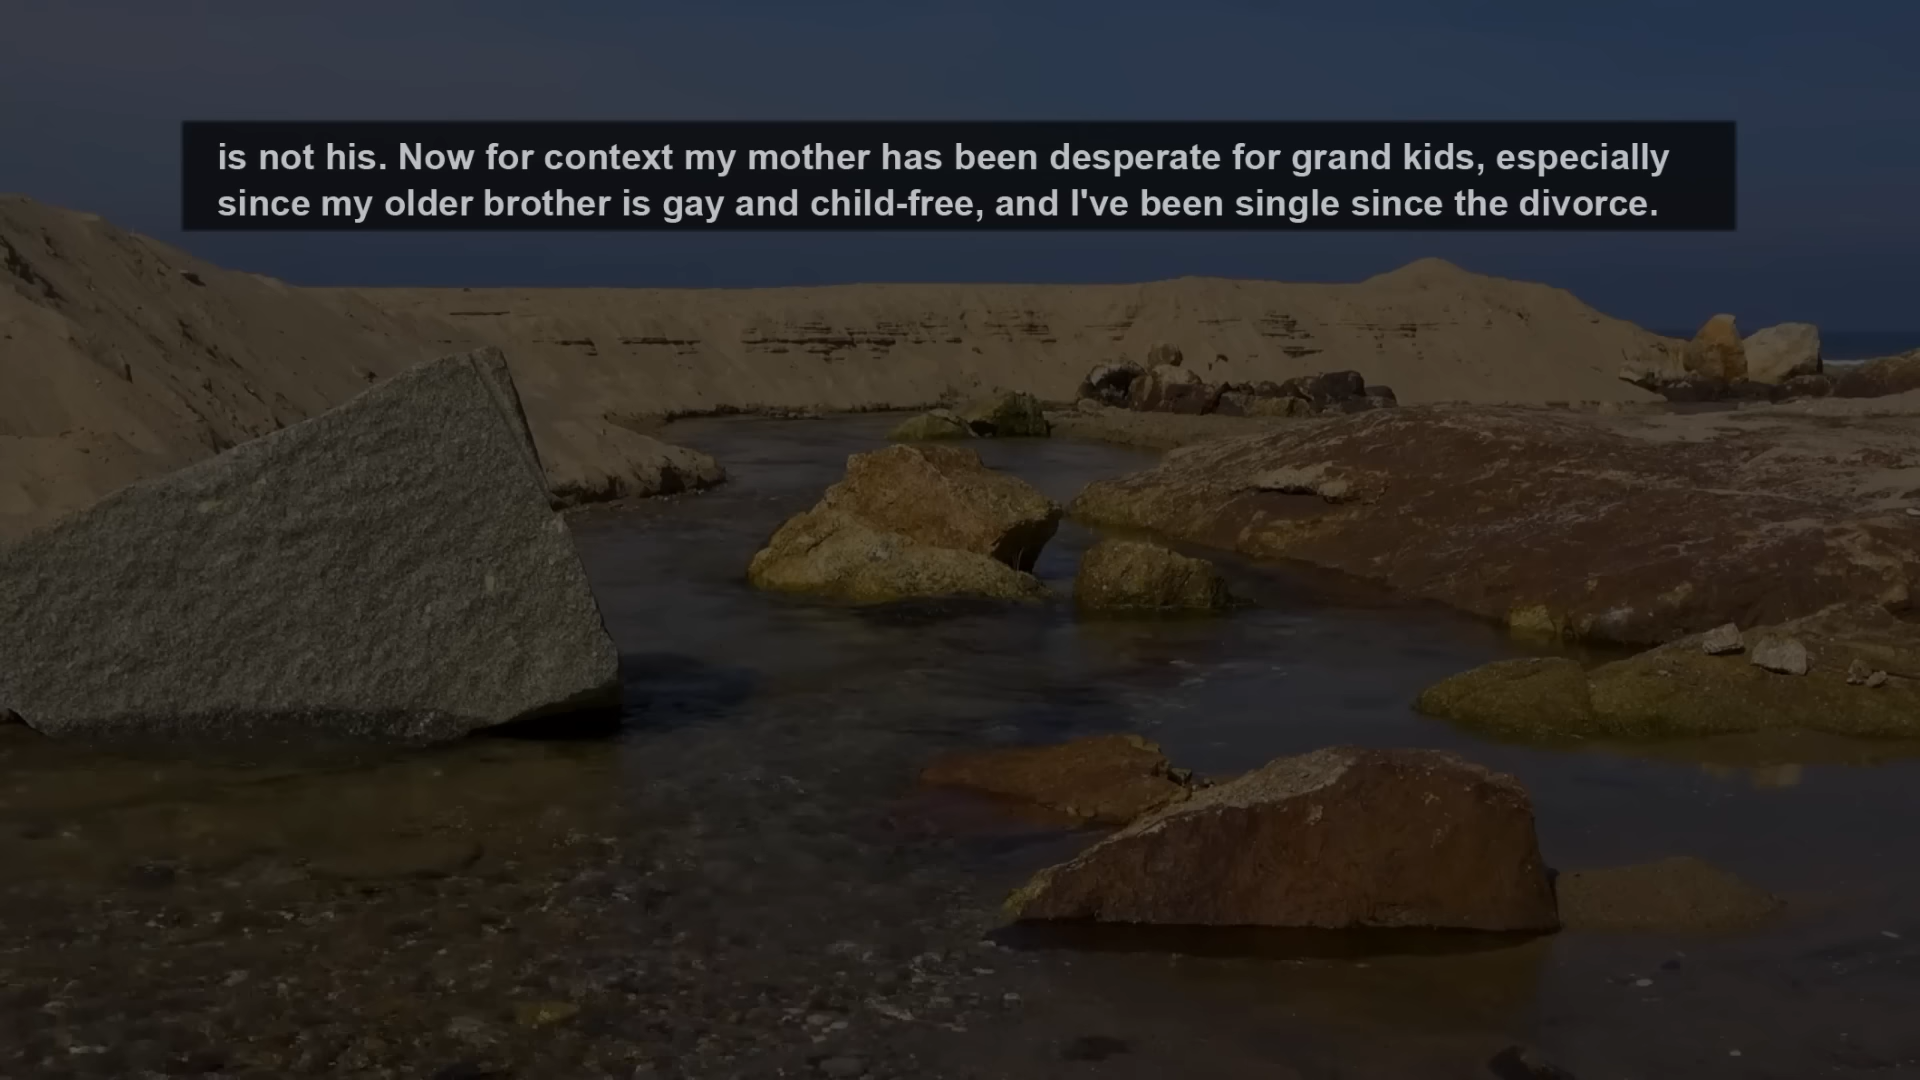 is not his. Now for context my mother has been desperate for grand kids, especially
since my older brother is gay and child-free, and I've been single since the divorce.